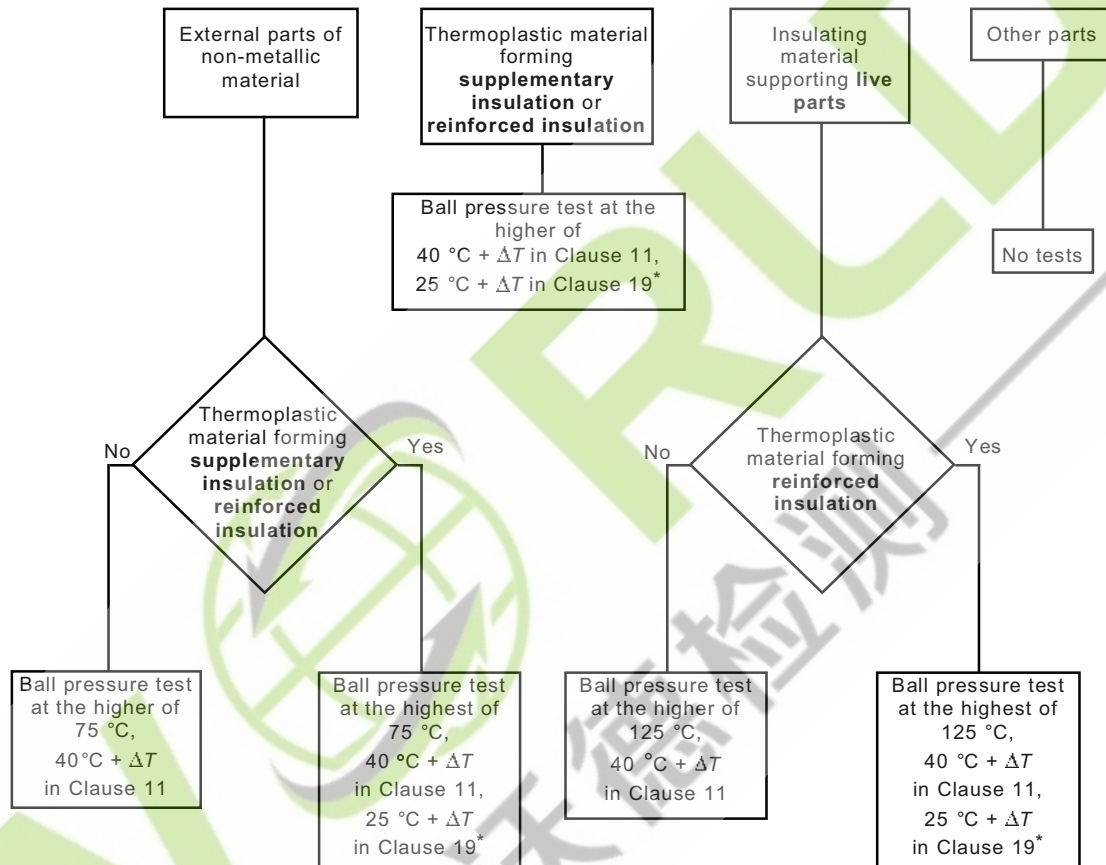 External parts of
non-metallic
material
Thermoplastic material
forming
supplementary
insulation or
reinforced insulation
Insulating
material
supporting live
parts
Other parts
Ball pressure test at the
higher of
40 °C + ΔT in Clause 11,
25 °C + ΔT in Clause 19*
No tests
Thermoplastic
material forming
supplementary
insulation or
reinforced
insulation
No
Yes
Thermoplastic
material forming
reinforced
insulation
No
Yes
Ball pressure test
at the higher of
75 °C,
40°C + ΔT
in Clause 11
Ball pressure test
at the highest of
75 °C,
40 °C + ΔT
in Clause 11,
25 °C + ΔT
in Clause 19*
Ball pressure test
at the higher of
125 °C,
40 °C + ΔT
in Clause 11
Ball pressure test
at the highest of
125 °C,
40 °C + ΔT
in Clause 11,
25 °C + ΔT
in Clause 19*
RLD
沃德检测